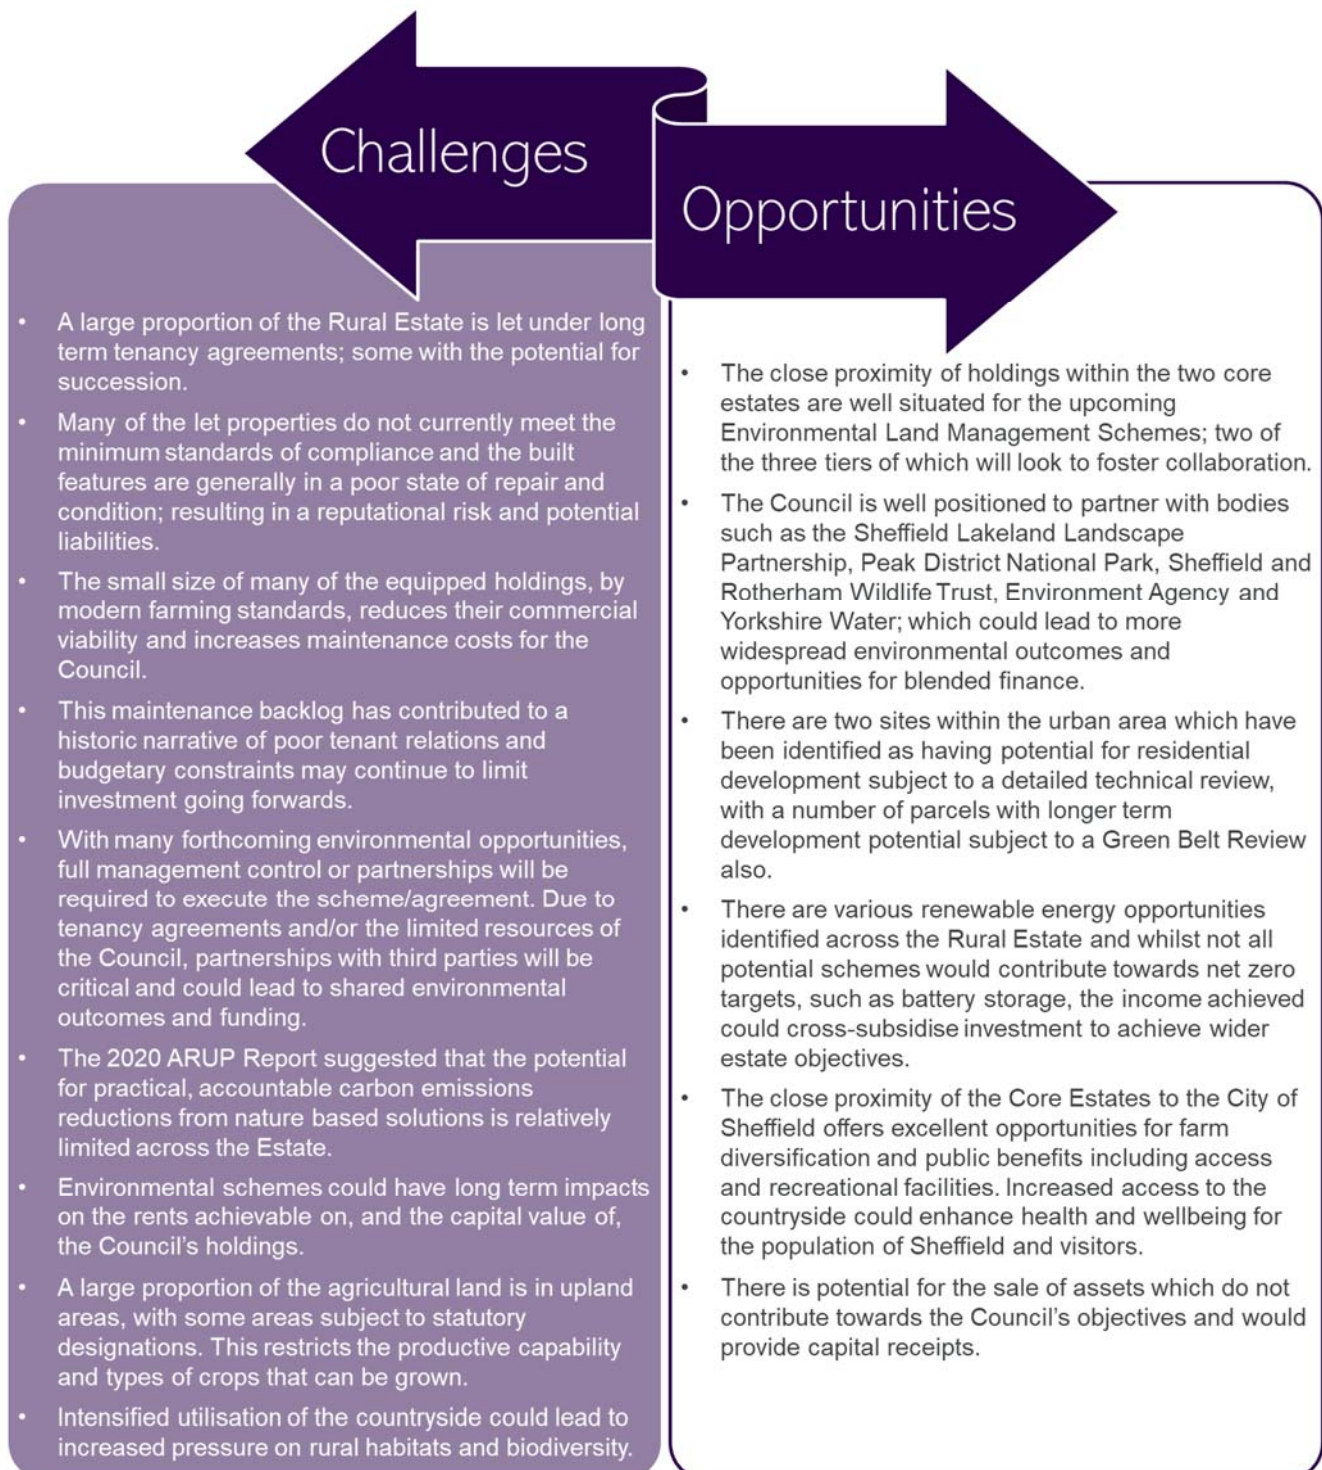 Challenges
Opportunities
• A large proportion of the Rural Estate is let under long
term tenancy agreements; some with the potential for
succession.
• Many of the let properties do not currently meet the
minimum standards of compliance and the built
features are generally in a poor state of repair and
condition; resulting in a reputational risk and potential
liabilities.
• The small size of many of the equipped holdings, by
modern farming standards, reduces their commercial
viability and increases maintenance costs for the
Council.
• This maintenance backlog has contributed to a
historic narrative of poor tenant relations and
budgetary constraints may continue to limit
investment going forwards.
• With many forthcoming environmental opportunities,
full management control or partnerships will be
required to execute the scheme/agreement. Due to
tenancy agreements and/or the limited resources of
the Council, partnerships with third parties will be
critical and could lead to shared environmental
outcomes and funding.
• The 2020 ARUP Report suggested that the potential
for practical, accountable carbon emissions
reductions from nature based solutions is relatively
limited across the Estate.
• Environmental schemes could have long term impacts
on the rents achievable on, and the capital value of,
the Council's holdings.
• A large proportion of the agricultural land is in upland
areas, with some areas subject to statutory
designations. This restricts the productive capability
and types of crops that can be grown.
• Intensified utilisation of the countryside could lead to
increased pressure on rural habitats and biodiversity.
• The close proximity of holdings within the two core
estates are well situated for the upcoming
Environmental Land Management Schemes; two of
the three tiers of which will look to foster collaboration.
• The Council is well positioned to partner with bodies
such as the Sheffield Lakeland Landscape
Partnership, Peak District National Park, Sheffield and
Rotherham Wildlife Trust, Environment Agency and
Yorkshire Water; which could lead to more
widespread environmental outcomes and
opportunities for blended finance.
• There are two sites within the urban area which have
been identified as having potential for residential
development subject to a detailed technical review,
with a number of parcels with longer term
development potential subject to a Green Belt Review
also.
• There are various renewable energy opportunities
identified across the Rural Estate and whilst not all
potential schemes would contribute towards net zero
targets, such as battery storage, the income achieved
could cross-subsidise investment to achieve wider
estate objectives.
• The close proximity of the Core Estates to the City of
Sheffield offers excellent opportunities for farm
diversification and public benefits including access
and recreational facilities. Increased access to the
countryside could enhance health and wellbeing for
the population of Sheffield and visitors.
• There is potential for the sale of assets which do not
contribute towards the Council's objectives and would
provide capital receipts.